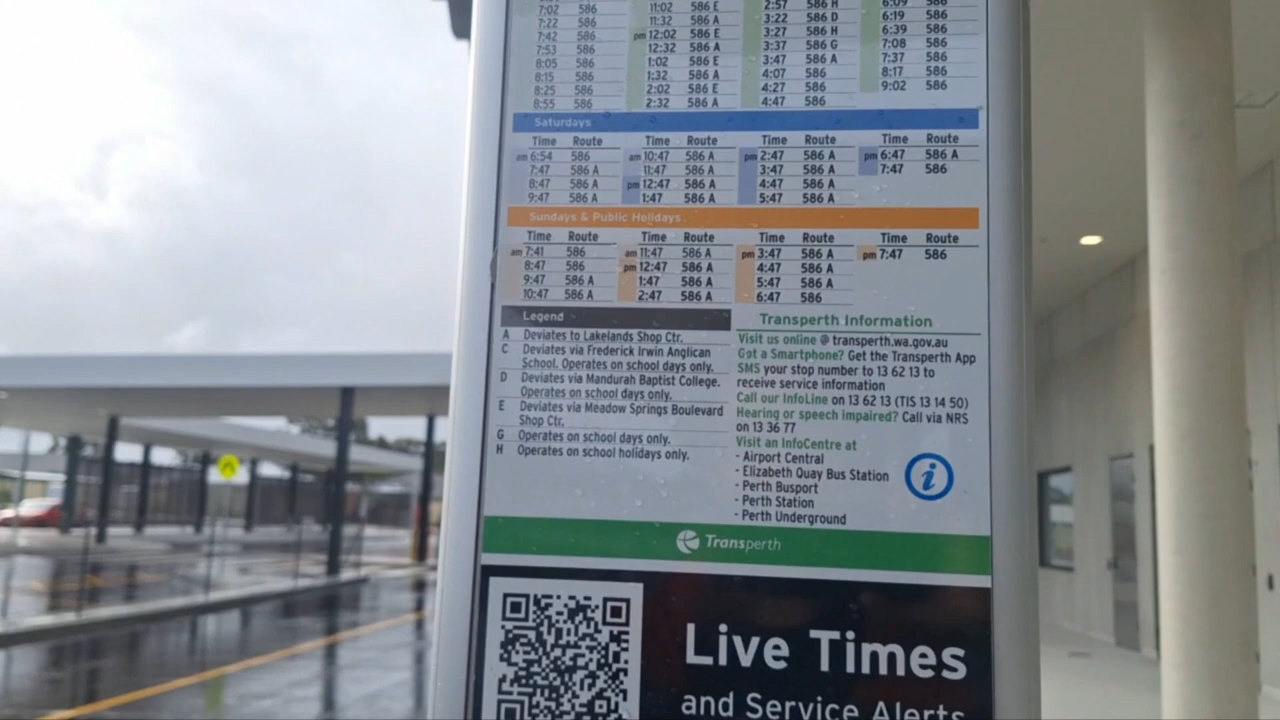 7:02 586 11:02 586 E 2:57 586 H 6:09 586
7:22 586 11:32 586 A 3:22 586 D 6:19 586
7:42 586 pm 12:02 586 E 3:27 586 H 6:39 586
7:53 586 12:32 586 A 3:37 586 G 7:08 586
8:05 586 1:02 586 E 3:47 586 A 7:37 586
8:15 586 1:32 586 A 4:07 586 8:17 586
8:25 586 2:02 586 E 4:27 586 9:02 586
8:55 586 2:32 586 A 4:47 586
Saturdays
Time Route Time Route Time Route Time Route
am 6:54 586 am 10:47 586 A pm 2:47 586 A pm 6:47 586 A
7:47 586 A 11:47 586 A 3:47 586 A 7:47 586
8:47 586 A pm 12:47 586 A 4:47 586 A
9:47 586 A 1:47 586 A 5:47 586 A
Sundays & Public Holidays
Time Route Time Route Time Route Time Route
am 7:41 586 am 11:47 586 A pm 3:47 586 A pm 7:47 586
8:47 586 pm 12:47 586 A 4:47 586 A
9:47 586 A 1:47 586 A 5:47 586 A
10:47 586 A 2:47 586 A 6:47 586
Legend
A Deviates to Lakelands Shop Ctr.
C Deviates via Frederick Irwin Anglican
School. Operates on school days only.
D Deviates via Mandurah Baptist College.
Operates on school days only.
E Deviates via Meadow Springs Boulevard
Shop Ctr.
G Operates on school days only.
H Operates on school holidays only.
Transperth Information
Visit us online @ transperth.wa.gov.au
Got a Smartphone? Get the Transperth App
SMS your stop number to 13 62 13 to
receive service information
Call our InfoLine on 13 62 13 (TIS 13 14 50)
Hearing or speech impaired? Call via NRS
on 13 36 77
Visit an InfoCentre at
- Airport Central
- Elizabeth Quay Bus Station
- Perth Busport
- Perth Station
- Perth Underground
i
Transperth
Live Times
and Service Alerts